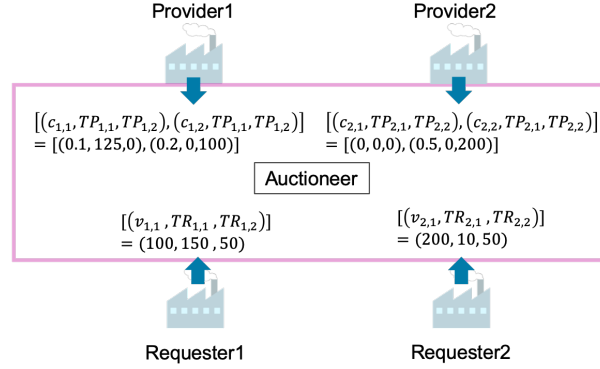 Provider1 Provider2
[(c1,1, TP1,1, TP1,2), (c1,2, TP1,1, TP1,2)] [(c2,1, TP2,1, TP2,2), (c2,2, TP2,1, TP2,2)]
= [(0.1, 125,0), (0.2, 0,100)] = [(0,0,0), (0.5, 0,200)]
Auctioneer
[(v1,1 , TR1,1 , TR1,2)] [(v2,1 , TR2,1 , TR2,2)]
= (100, 150 , 50) = (200, 10, 50)
Requester1 Requester2